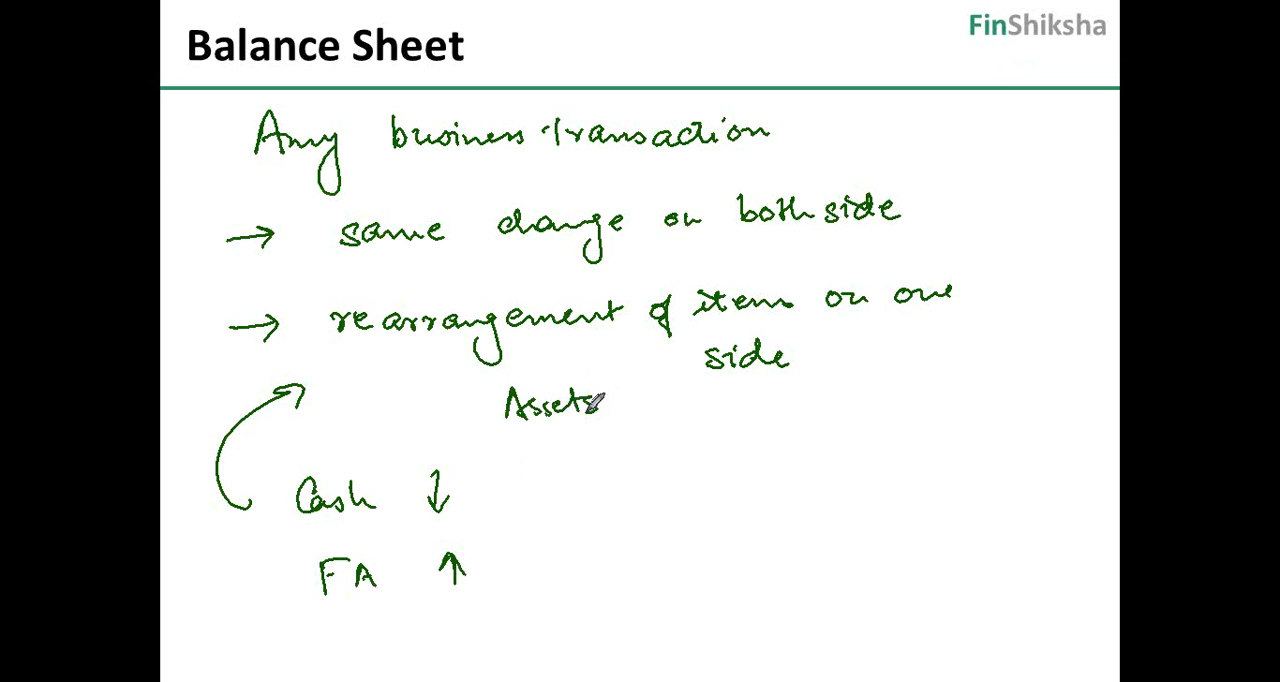 Balance Sheet
FinShiksha
Any business transaction
→ same change on both side
→ rearrangement of items on one
side
Assets
Cash ↓
FA ↑